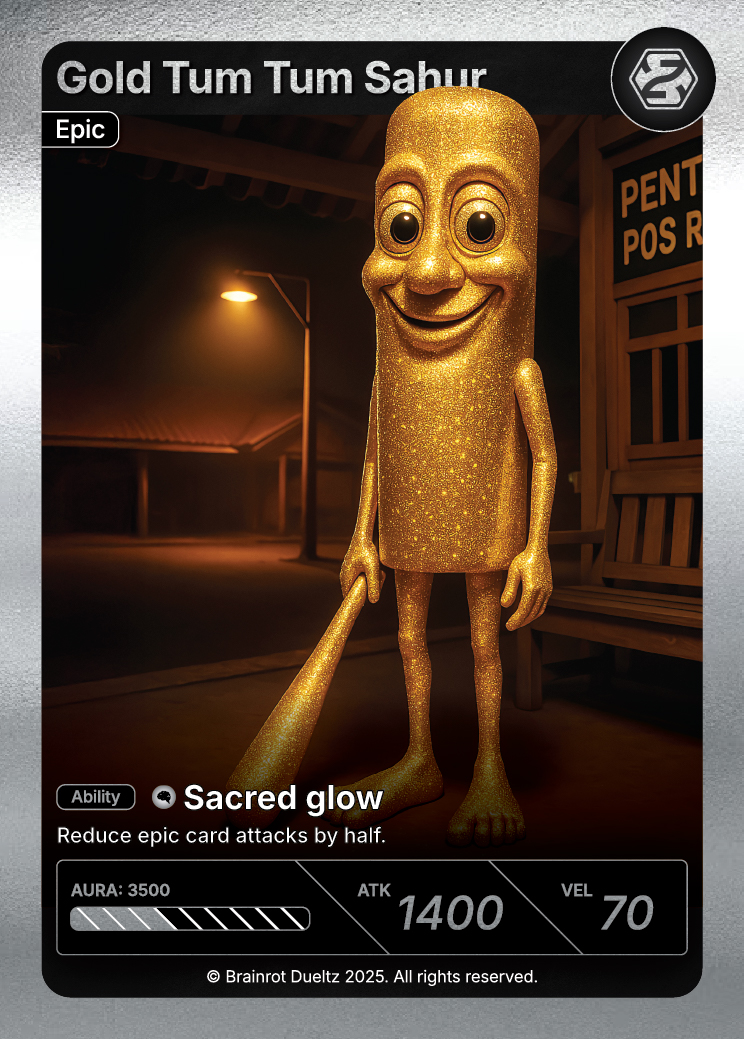 Gold Tum Tum Sahur
Epic
PENT
POS R
Ability
Sacred glow
Reduce epic card attacks by half.
AURA: 3500
ATK 1400
VEL 70
© Brainrot Dueltz 2025. All rights reserved.